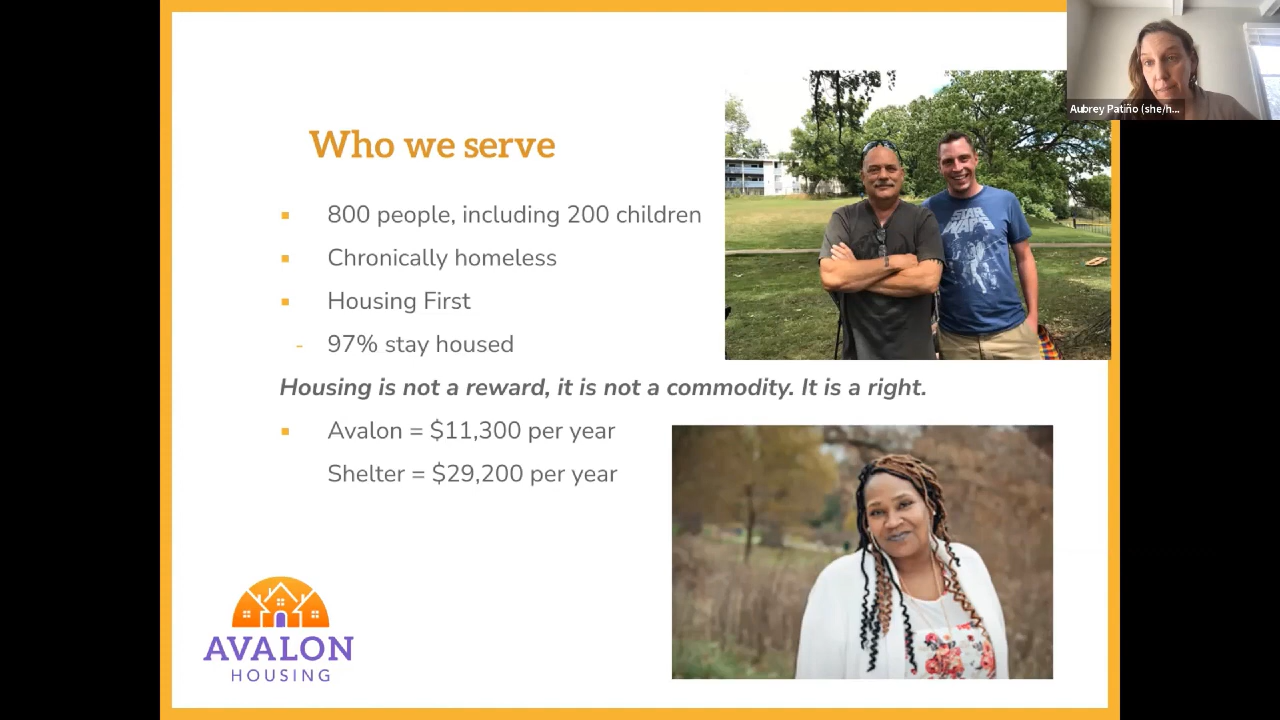 Aubrey Patiño (she/h...
Who we serve
800 people, including 200 children
Chronically homeless
Housing First
- 97% stay housed
Housing is not a reward, it is not a commodity. It is a right.
Avalon = $11,300 per year
Shelter = $29,200 per year
STAR
WARS
AVALON
HOUSING